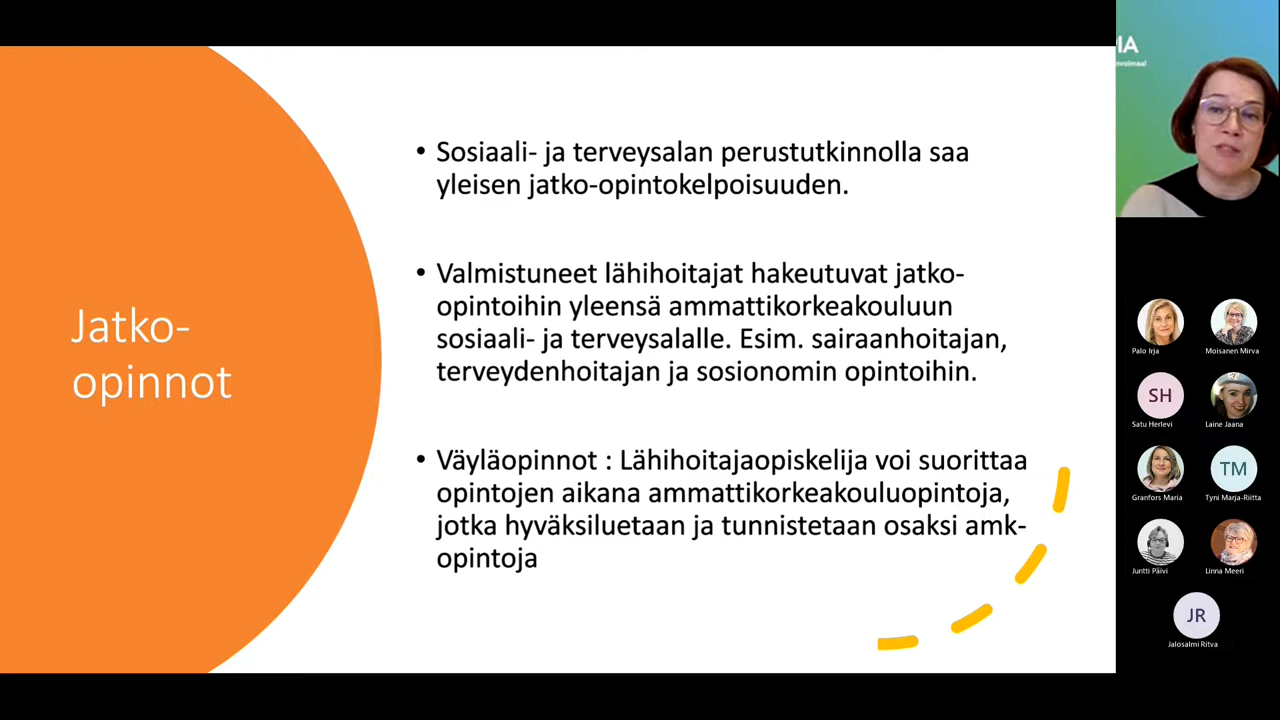 Jatko-
opinnot
• Sosiaali- ja terveysalan perustutkinnolla saa
yleisen jatko-opintokelpoisuuden.
• Valmistuneet lähihoitajat hakeutuvat jatko-
opintoihin yleensä ammattikorkeakouluun
sosiaali- ja terveysalalle. Esim. sairaanhoitajan,
terveydenhoitajan ja sosionomin opintoihin.
• Väyläopinnot : Lähihoitajaopiskelija voi suorittaa
opintojen aikana ammattikorkeakouluopintoja,
jotka hyväksiluetaan ja tunnistetaan osaksi amk-
opintoja
IA
nvoimaa!
Palo Irja
Moisanen Mirva
SH
Satu Herlevi
Laine Jaana
Granfors Maria
TM
Tyni Marja-Riitta
Juntti Päivi
Linna Meeri
JR
Jalosalmi Ritva